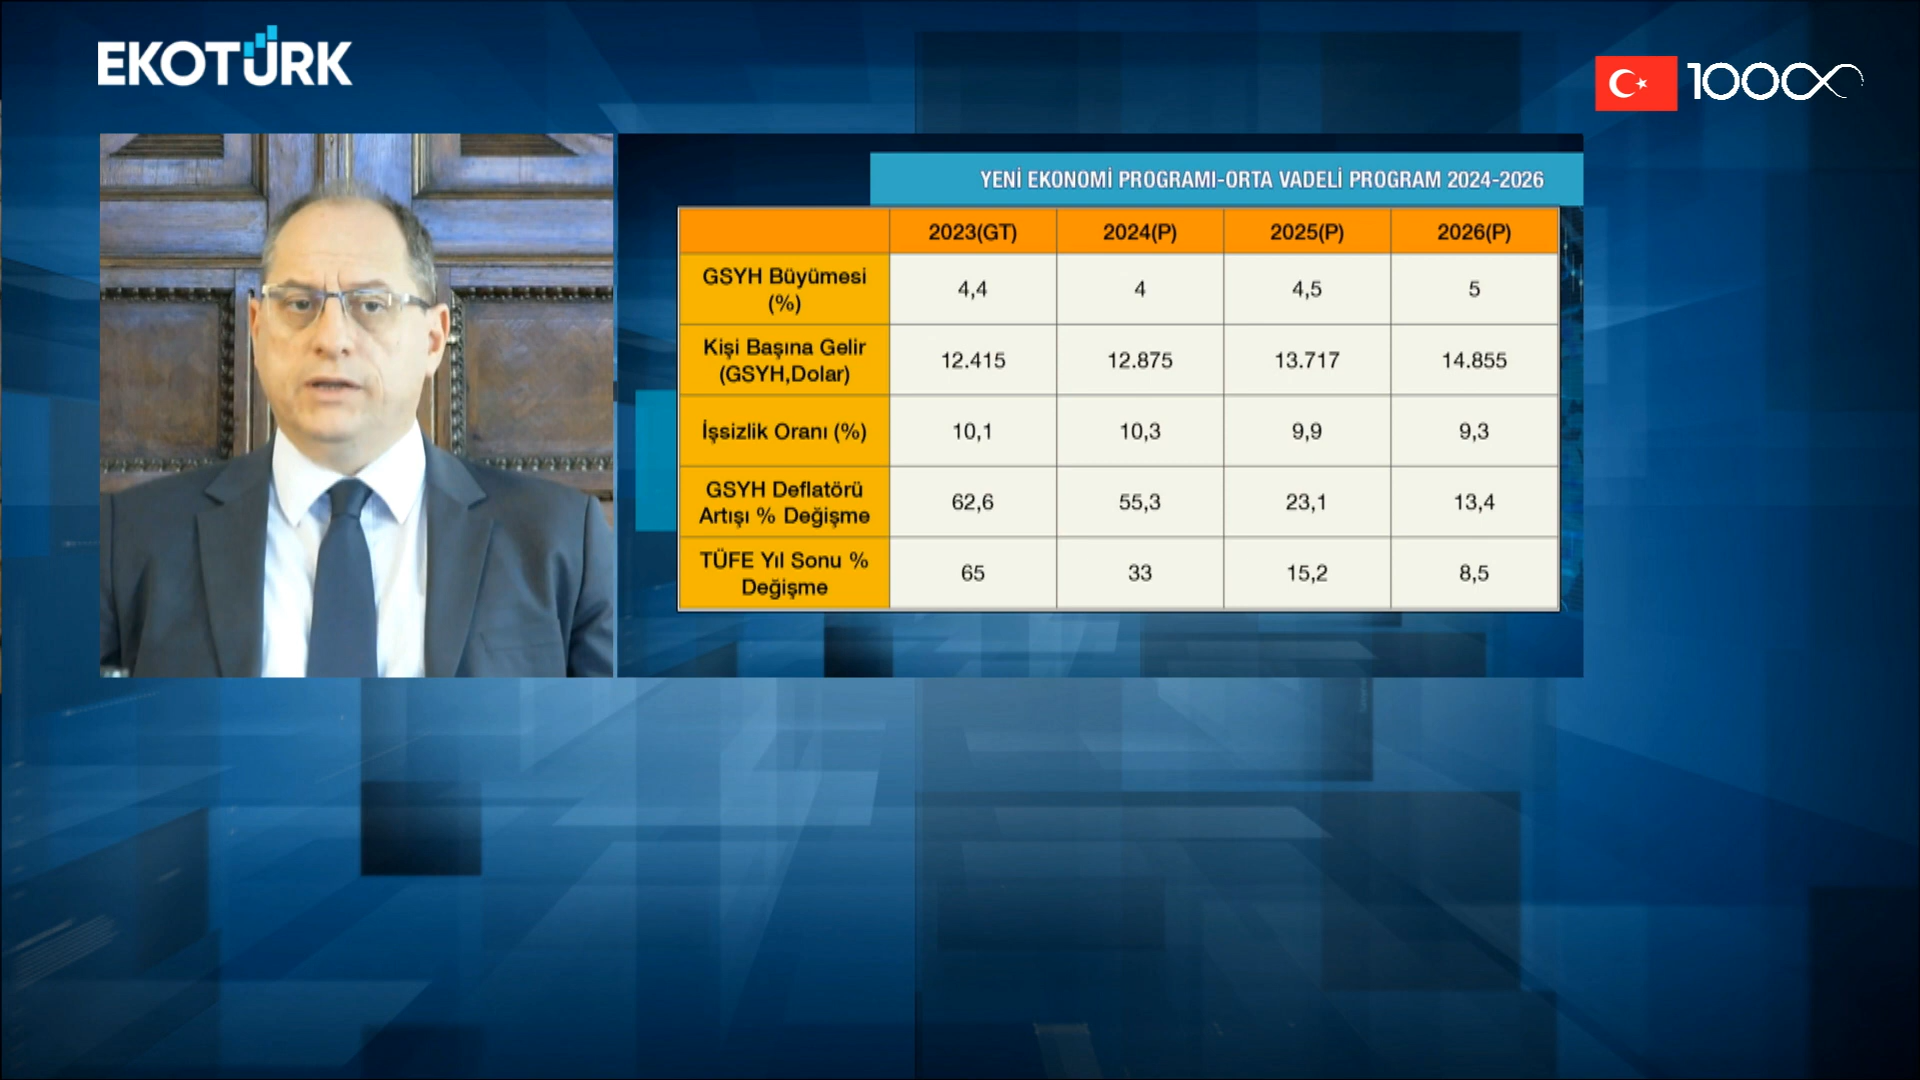 EKOTÜRK
100
YENİ EKONOMİ PROGRAMI-ORTA VADELİ PROGRAM 2024-2026
2023(GT) 2024(P) 2025(P) 2026(P)
GSYH Büyümesi
(%) 4,4 4 4,5 5
Kişi Başına Gelir
(GSYH,Dolar) 12.415 12.875 13.717 14.855
İşsizlik Oranı (%) 10,1 10,3 9,9 9,3
GSYH Deflatörü
Artışı % Değişme 62,6 55,3 23,1 13,4
TÜFE Yıl Sonu %
Değişme 65 33 15,2 8,5